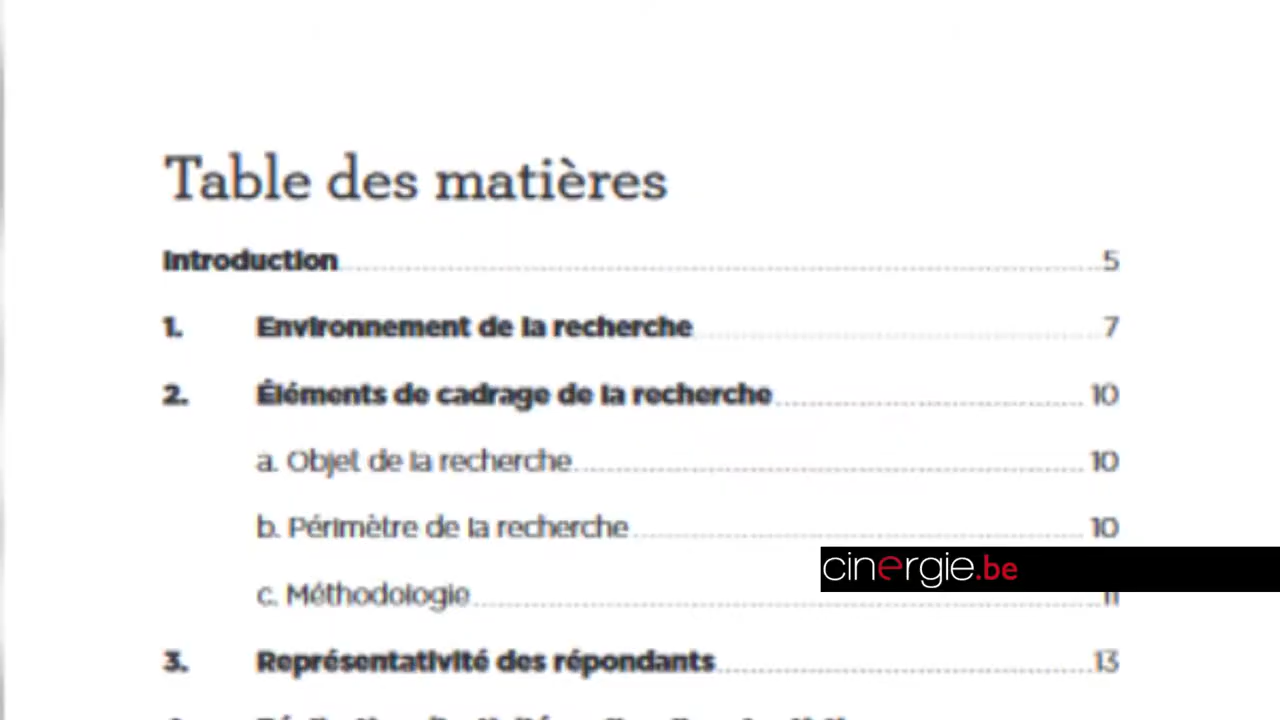 Table des matières
Introduction 5
1. Environnement de la recherche 7
2. Éléments de cadrage de la recherche 10
a. Objet de la recherche 10
b. Périmètre de la recherche 10
cinergie.be
c. Méthodologie 11
3. Représentativité des répondants 13